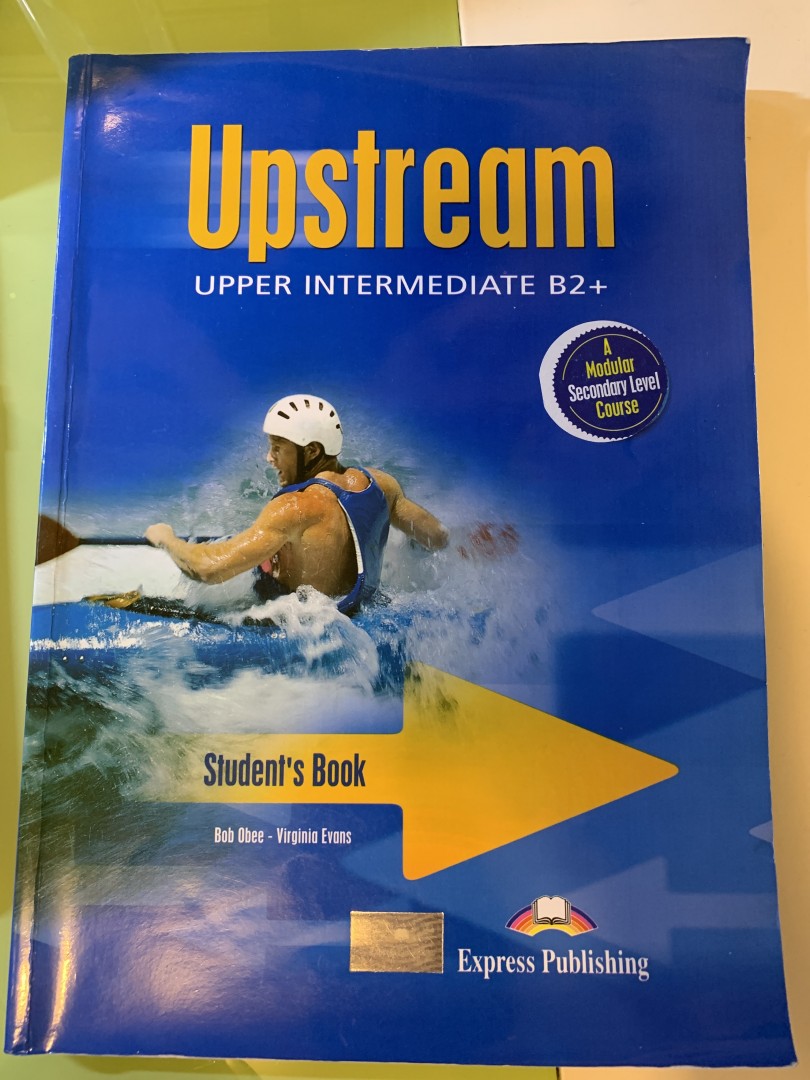 Upstream
UPPER INTERMEDIATE B2+
A
Modular
Secondary Level
Course
Student's Book
Bob Obee - Virginia Evans
Express Publishing